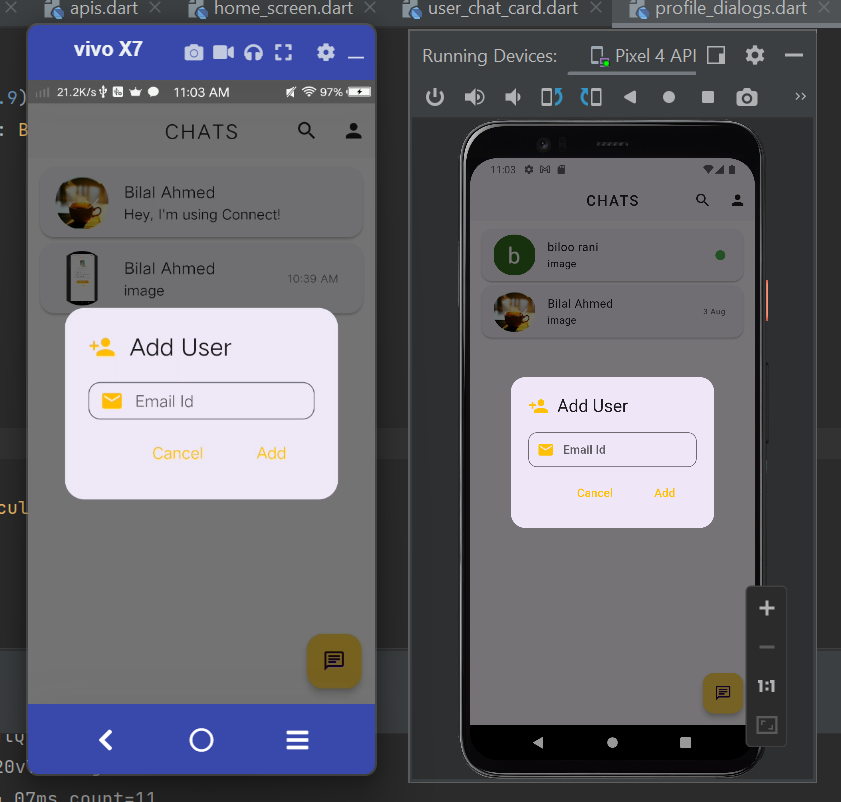 apis.dart
home_screen.dart
user_chat_card.dart
profile_dialogs.dart
.9)
: B
cul
vivo X7
21.2K/s
11:03 AM
97%
CHATS
Bilal Ahmed
Hey, I'm using Connect!
Bilal Ahmed
image
10:39 AM
Add User
Email Id
Cancel
Add
Running Devices:
Pixel 4 API
11:03
CHATS
b
biloo rani
image
Bilal Ahmed
image
3 Aug
Add User
Email Id
Cancel
Add
1:1
07ms count=11